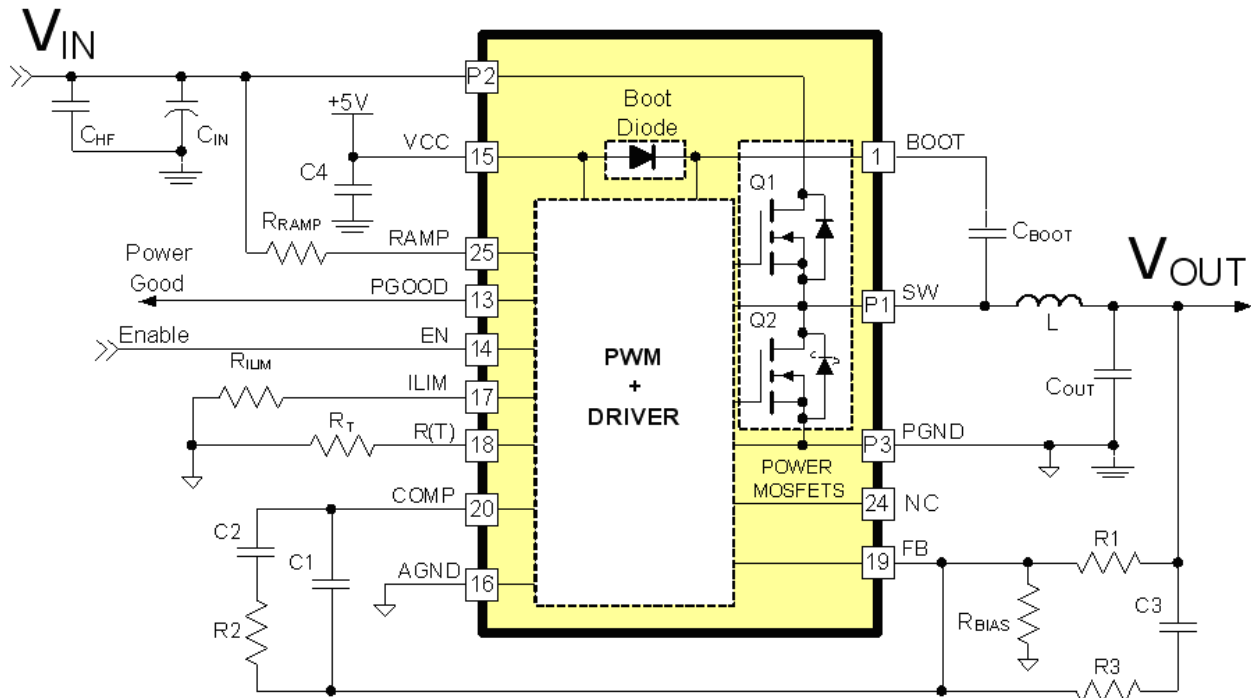 VIN
P2
+5V
Boot
Diode
CHF
CIN
VCC
15
1
BOOT
C4
Q1
RRAMP
CBOOT
RAMP
25
Power
Good
PGOOD
13
VOUT
P1
SW
L
Enable
EN
14
Q2
PWM
+
DRIVER
RILIM
ILIM
17
COUT
RT
R(T)
18
P3
PGND
POWER
MOSFETS
COMP
20
24
NC
C2
C1
R1
19
FB
AGND
16
C3
R2
RBIAS
R3